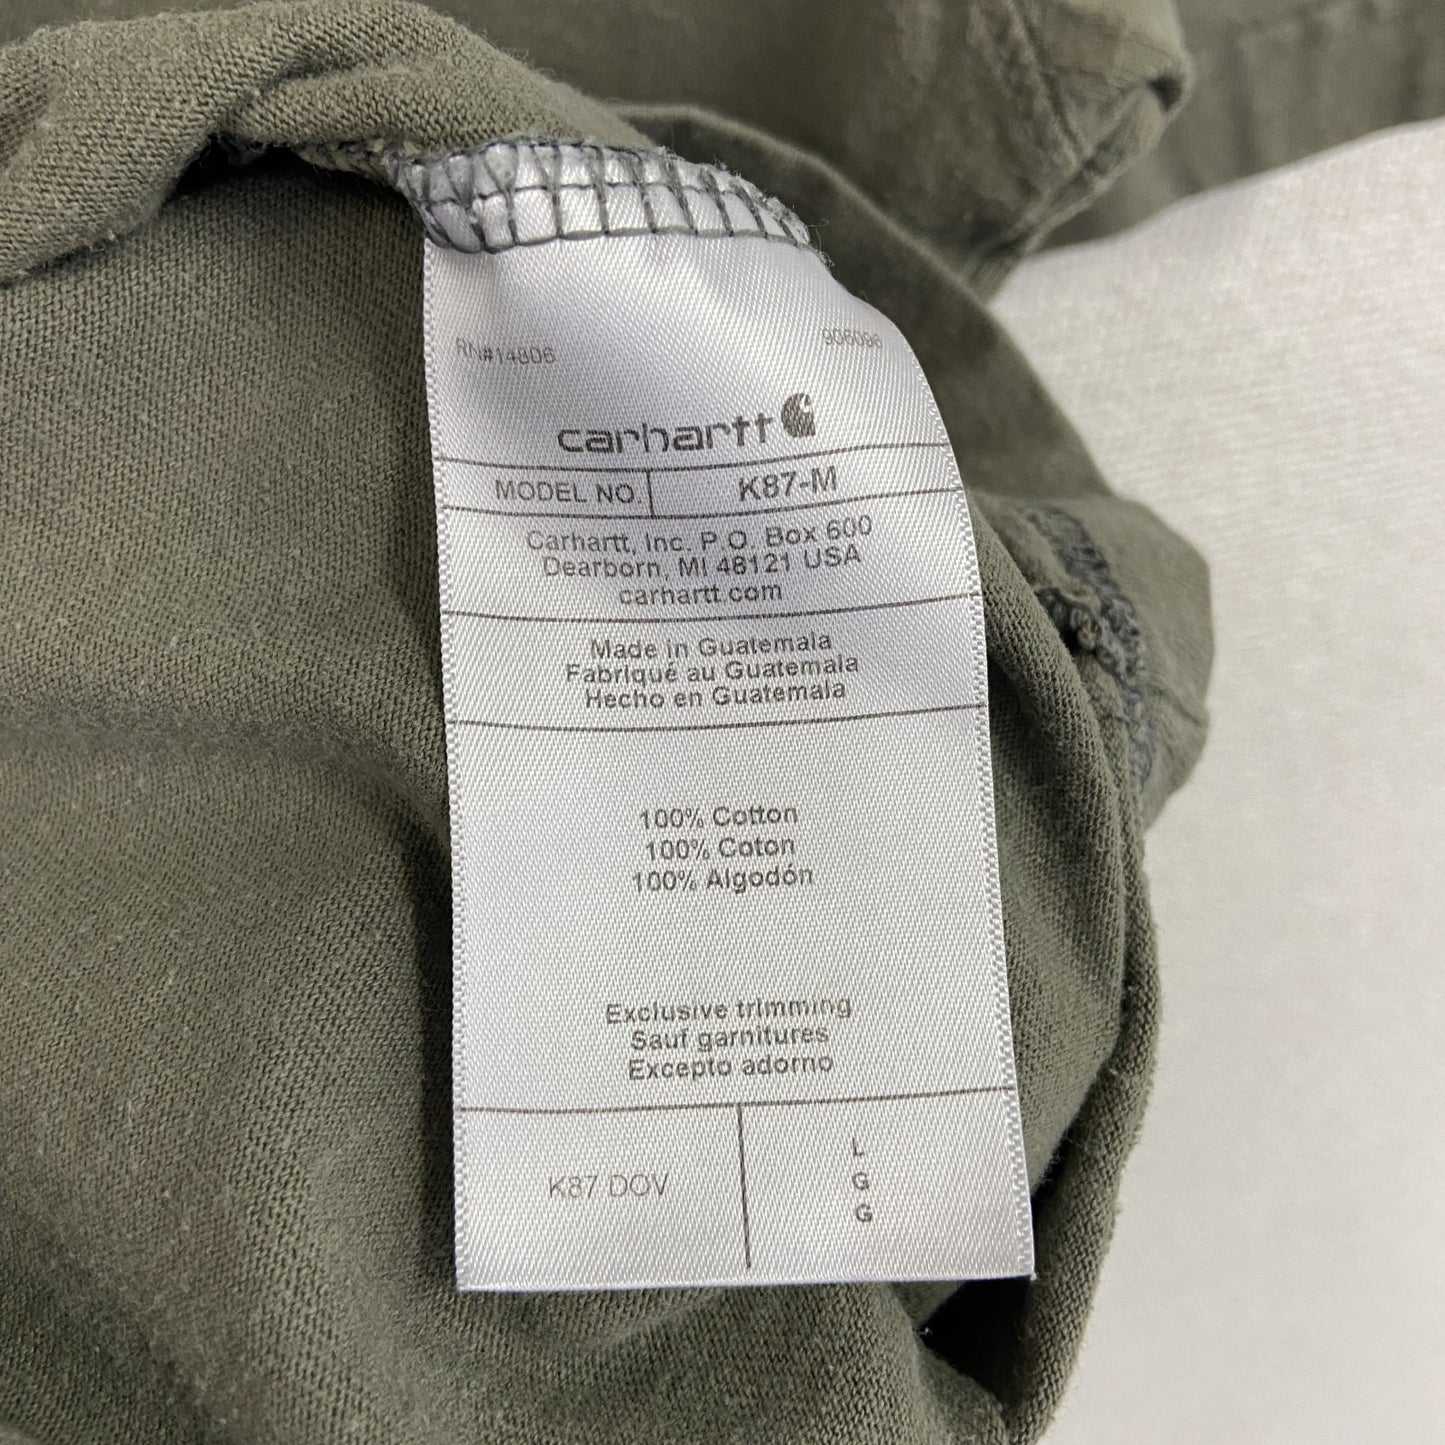 RN#14806 906096
carhartt
MODEL NO. K87-M
Carhartt, Inc. P.O. Box 600
Dearborn, MI 48121 USA
carhartt.com
Made in Guatemala
Fabriqué au Guatemala
Hecho en Guatemala
100% Cotton
100% Coton
100% Algodón
Exclusive trimming
Sauf garnitures
Excepto adorno
K87 DOV
L
G
G